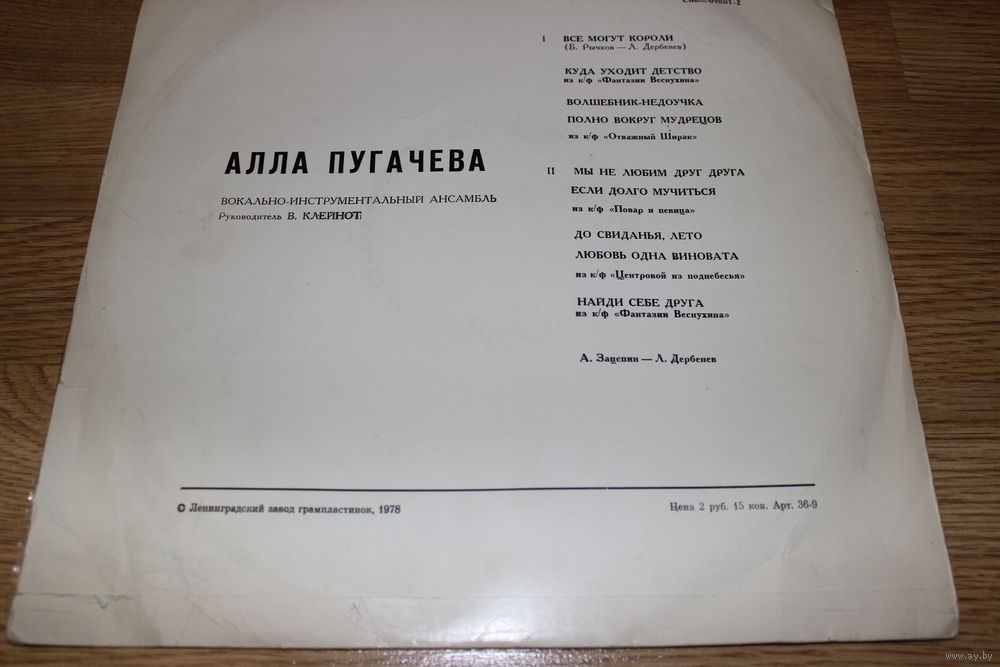 С60—09801-2
I ВСЕ МОГУТ КОРОЛИ
(Б. Рычков — Л. Дербенев)
КУДА УХОДИТ ДЕТСТВО
из к/ф «Фантазии Веснухина»
ВОЛШЕБНИК-НЕДОУЧКА
ПОЛНО ВОКРУГ МУДРЕЦОВ
из к/ф «Отважный Ширак»
АЛЛА ПУГАЧЕВА
ВОКАЛЬНО-ИНСТРУМЕНТАЛЬНЫЙ АНСАМБЛЬ
Руководитель В. КЛЕЙНОТ
II МЫ НЕ ЛЮБИМ ДРУГ ДРУГА
ЕСЛИ ДОЛГО МУЧИТЬСЯ
из к/ф «Повар и певица»
ДО СВИДАНЬЯ, ЛЕТО
ЛЮБОВЬ ОДНА ВИНОВАТА
из к/ф «Центровой из поднебесья»
НАЙДИ СЕБЕ ДРУГА
из к/ф «Фантазии Веснухина»
А. Зацепин — Л. Дербенев
© Ленинградский завод грампластинок, 1978
Цена 2 руб. 15 коп. Арт. 36-9
www.ay.by